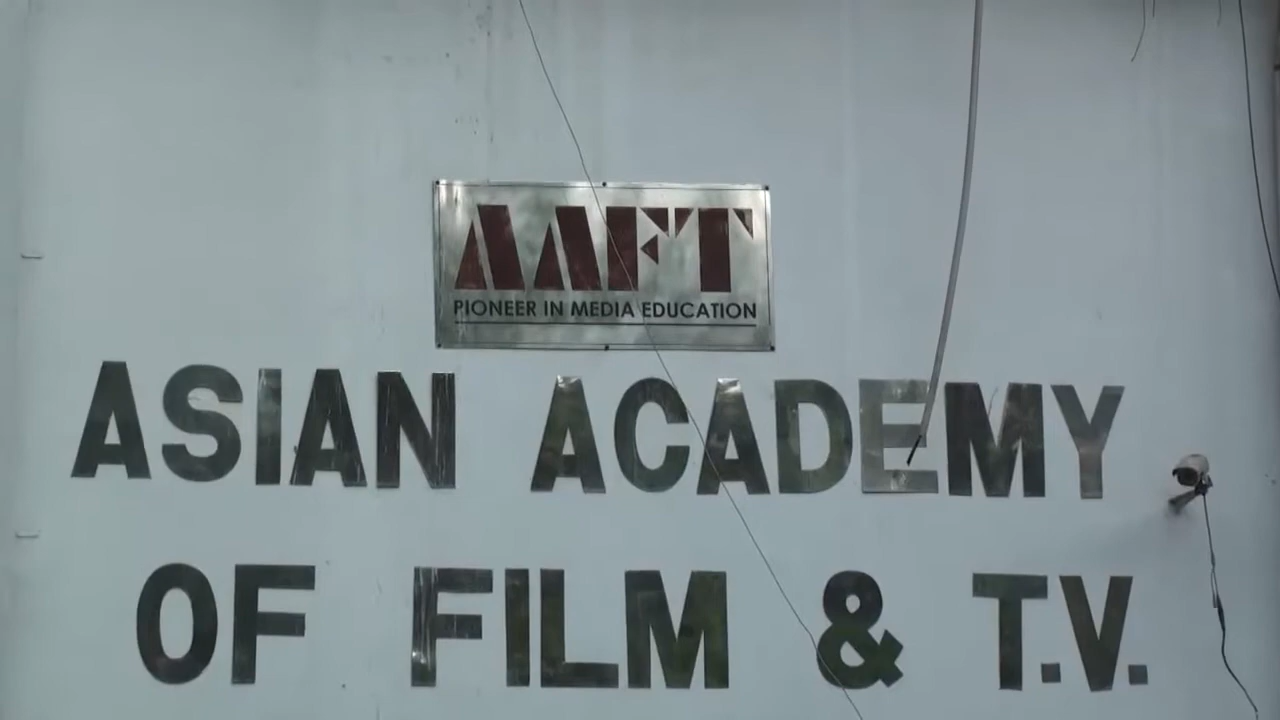 AAFT
PIONEER IN MEDIA EDUCATION
ASIAN ACADEMY
OF FILM & T.V.